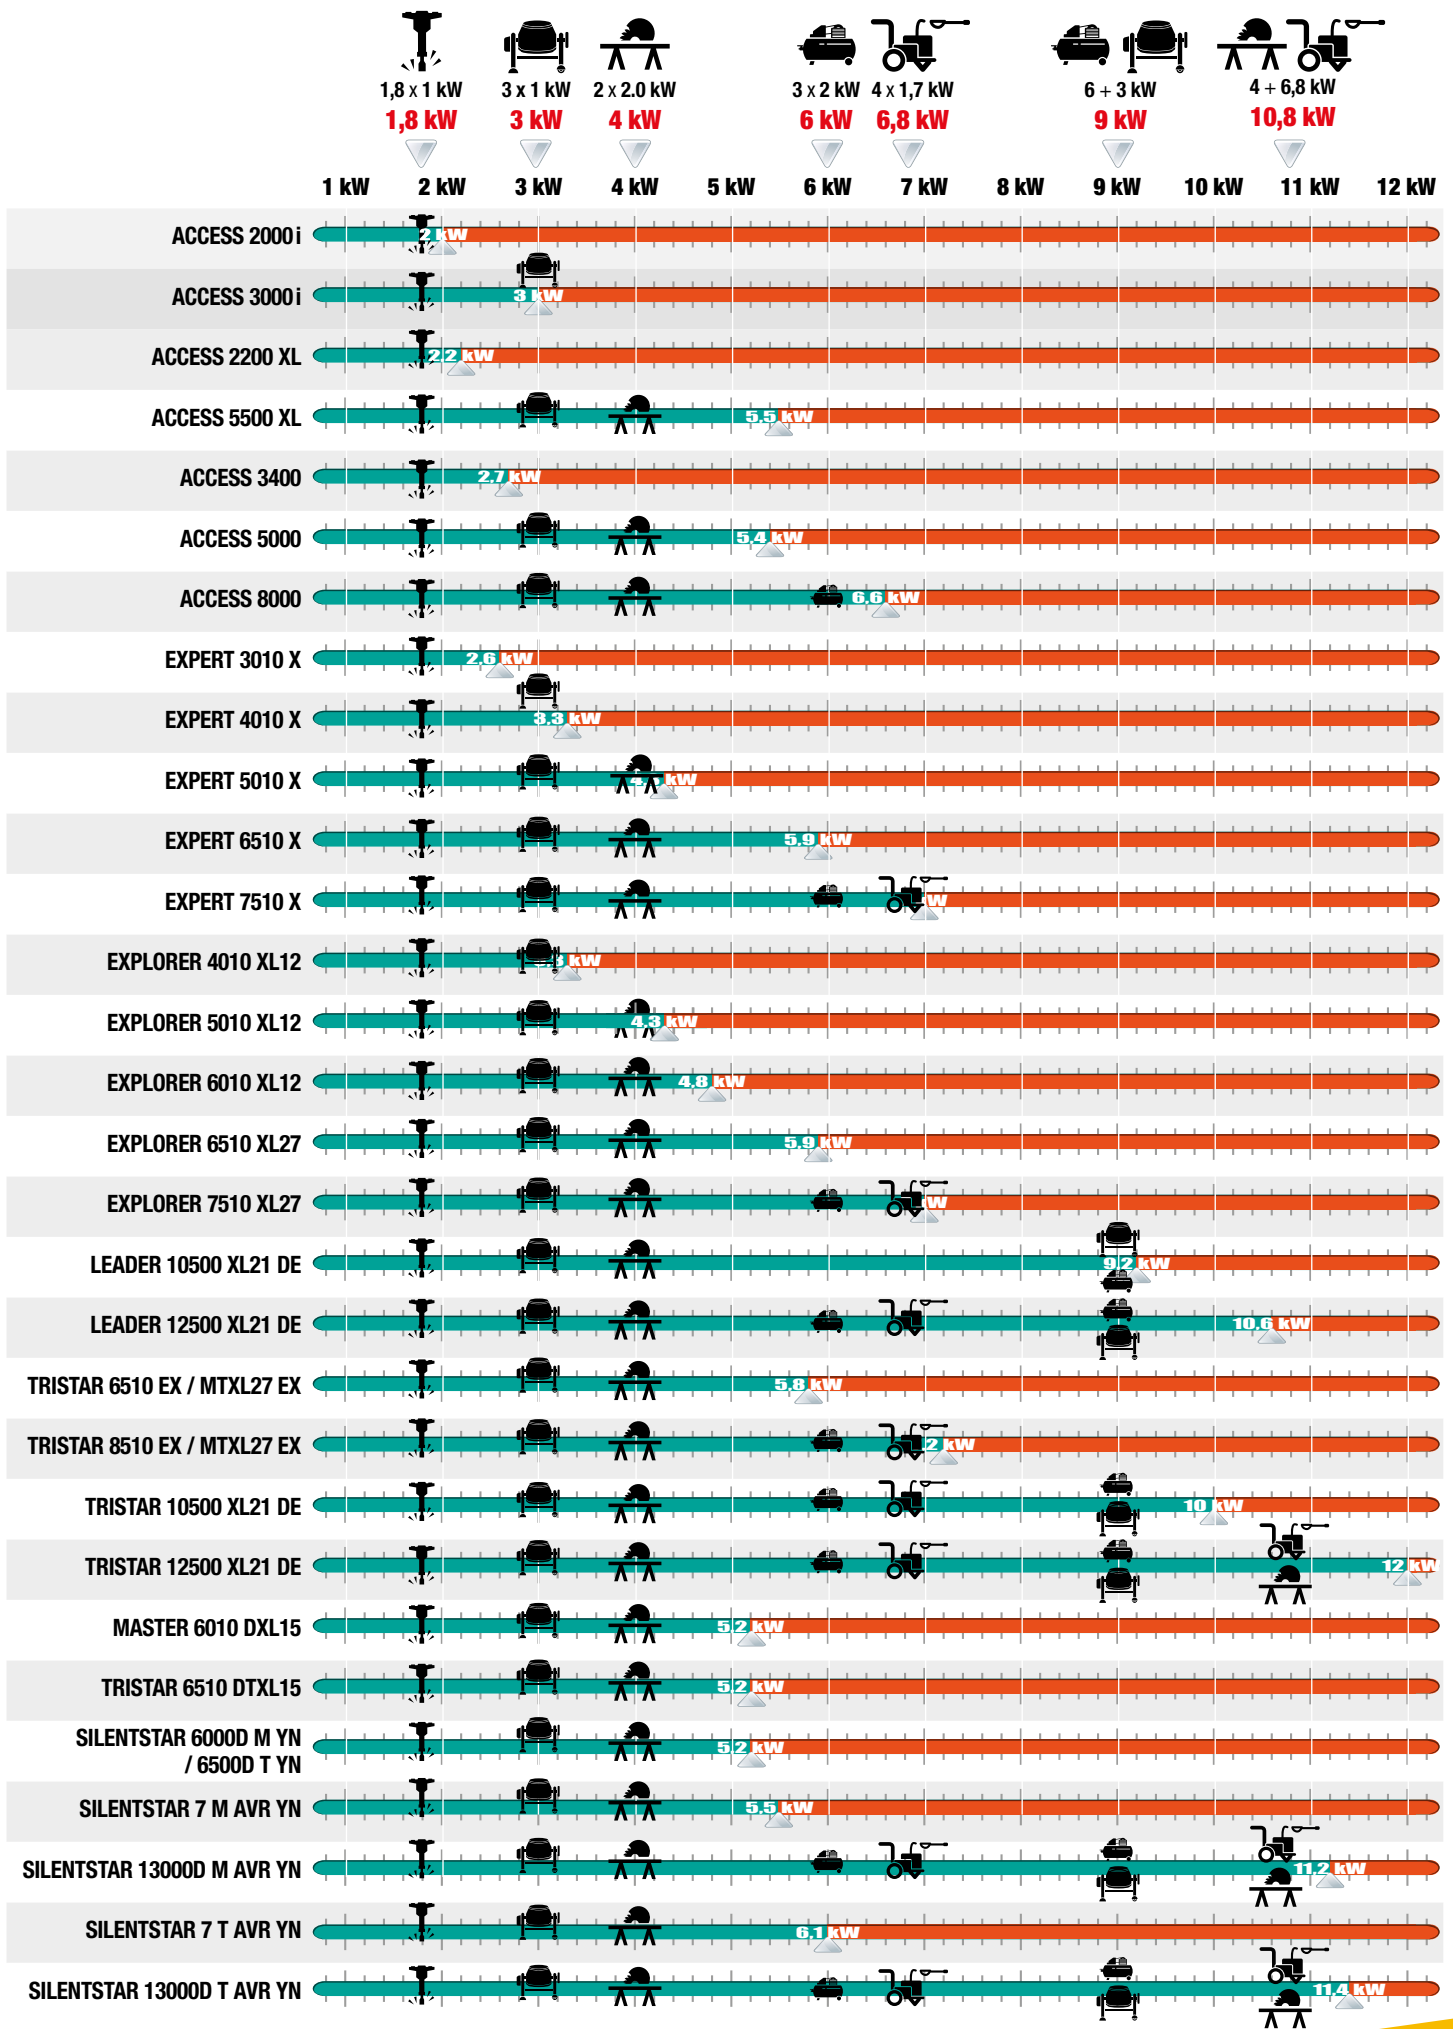 1,8 x 1 kW 3 x 1 kW 2 x 2.0 kW 3 x 2 kW 4 x 1,7 kW 6 + 3 kW 4 + 6,8 kW
1,8 kW 3 kW 4 kW 6 kW 6,8 kW 9 kW 10,8 kW
1 kW 2 kW 3 kW 4 kW 5 kW 6 kW 7 kW 8 kW 9 kW 10 kW 11 kW 12 kW
ACCESS 2000 i 2 kW
ACCESS 3000 i 3 kW
ACCESS 2200 XL 2,2 kW
ACCESS 5500 XL 5,5 kW
ACCESS 3400 2,7 kW
ACCESS 5000 5,4 kW
ACCESS 8000 6,6 kW
EXPERT 3010 X 2,6 kW
EXPERT 4010 X 3,3 kW
EXPERT 5010 X kW
EXPERT 6510 X 5,9 kW
EXPERT 7510 X
EXPLORER 4010 XL12 kW
EXPLORER 5010 XL12 4,3 kW
EXPLORER 6010 XL12 4,8 kW
EXPLORER 6510 XL27 5,9 kW
EXPLORER 7510 XL27
LEADER 10500 XL21 DE 9,2 kW
LEADER 12500 XL21 DE 10,6 kW
TRISTAR 6510 EX / MTXL27 EX 5,8 kW
TRISTAR 8510 EX / MTXL27 EX 2 kW
TRISTAR 10500 XL21 DE 10 kW
TRISTAR 12500 XL21 DE 12 kW
MASTER 6010 DXL15 5,2 kW
TRISTAR 6510 DTXL15 5,2 kW
SILENTSTAR 6000D M YN
/ 6500D T YN 5,2 kW
SILENTSTAR 7 M AVR YN 5,5 kW
SILENTSTAR 13000D M AVR YN 11,2 kW
SILENTSTAR 7 T AVR YN 6,1 kW
SILENTSTAR 13000D T AVR YN 11,4 kW